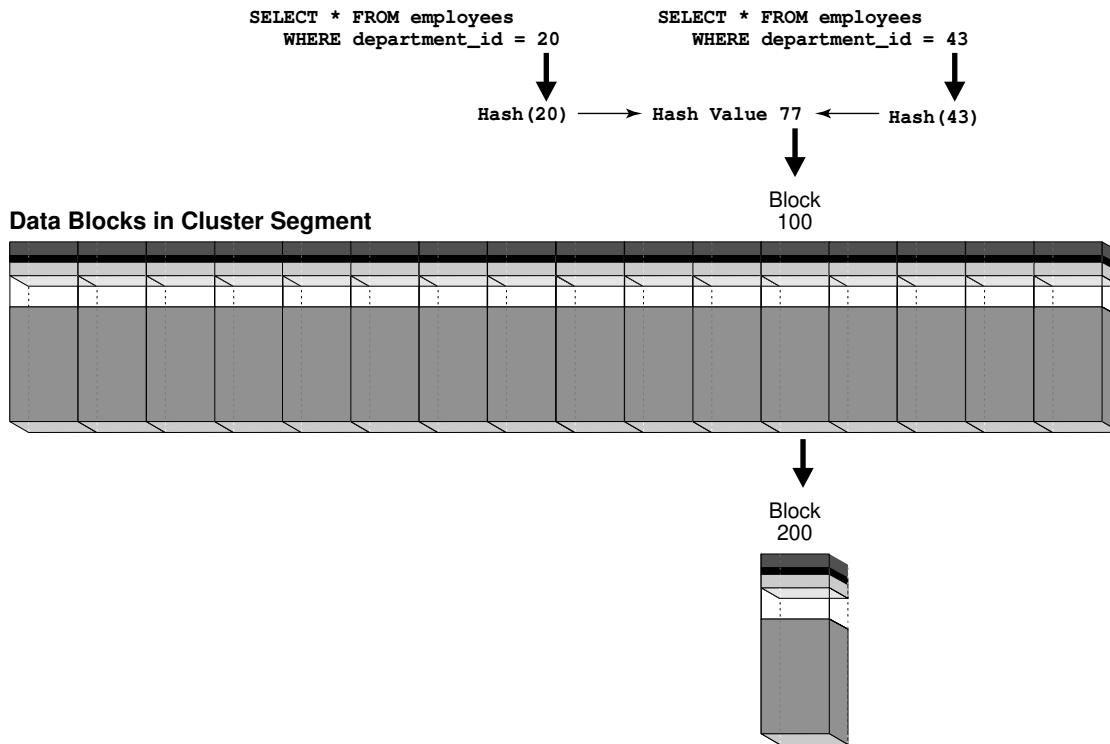 SELECT * FROM employees
WHERE department_id = 20
SELECT * FROM employees
WHERE department_id = 43
Hash(20)
Hash Value 77
Hash(43)
Block
100
Data Blocks in Cluster Segment
Block
200